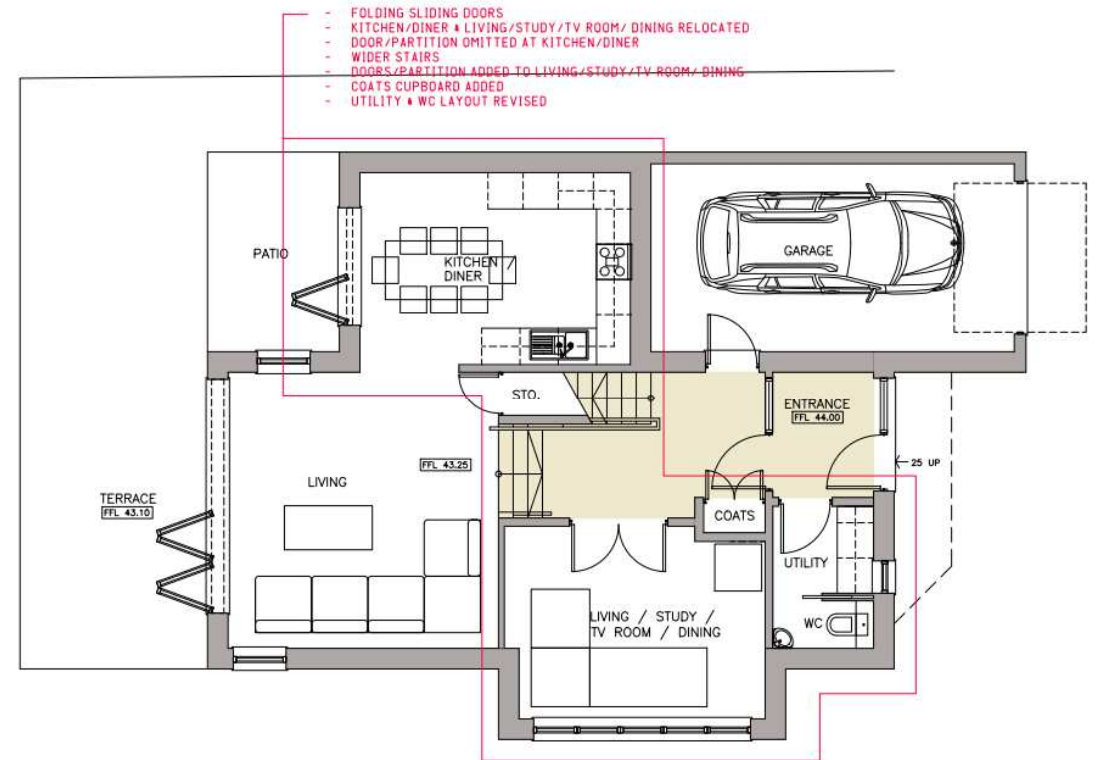 - FOLDING SLIDING DOORS
- KITCHEN/DINER & LIVING/STUDY/TV ROOM/ DINING RELOCATED
- DOOR/PARTITION OMITTED AT KITCHEN/DINER
- WIDER STAIRS
- DOORS/PARTITION ADDED TO LIVING/STUDY/TV ROOM/ DINING
- COATS CUPBOARD ADDED
- UTILITY & WC LAYOUT REVISED
PATIO
KITCHEN /
DINER
GARAGE
STO.
ENTRANCE
FFL 44.00
FFL 43.25
25 UP
LIVING
TERRACE
FFL 43.10
COATS
UTILITY
LIVING / STUDY /
TV ROOM / DINING
WC